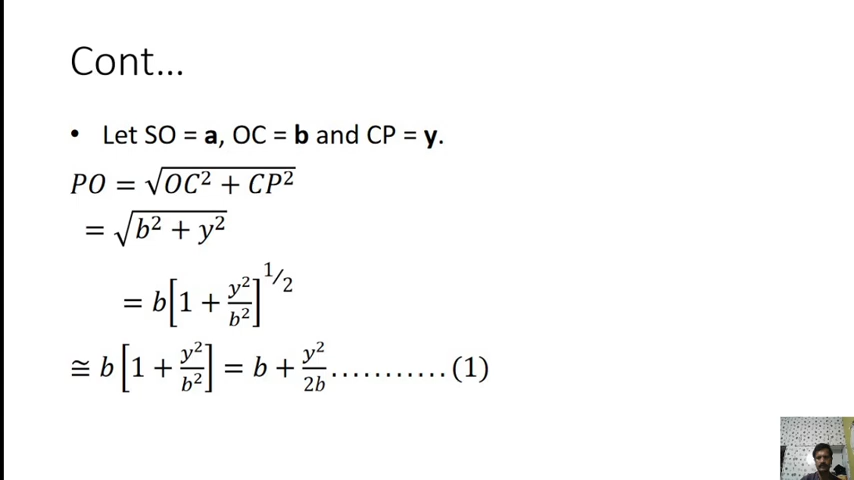 Cont...
• Let SO = a, OC = b and CP = y.
PO = √(OC² + CP²)
= √(b² + y²)
= b[1 + y²/b²]^1/2
≅ b[1 + y²/b²] = b + y²/2b ...........(1)